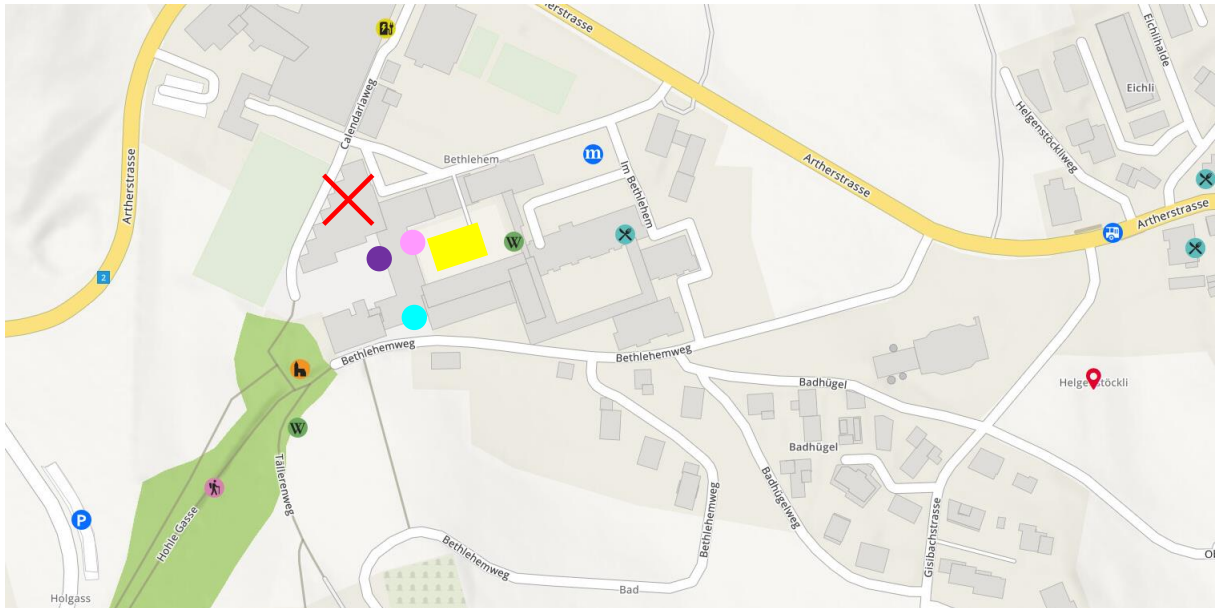 Artherstrasse
Eichlihalde
Eichli
Calendariaweg
Helgenstöckliweg
Bethlehem
m
Artherstrasse
Im Bethlehem
Artherstrasse
Artherstrasse
W
2
Bethlehemweg
Bethlehemweg
Badhügel
Helgenstöckli
W
Badhügel
Tällerenweg
Badhügelweg
Bethlehemweg
Hohle Gasse
P
Gisibachstrasse
Bethlehemweg
Bad
Holgass